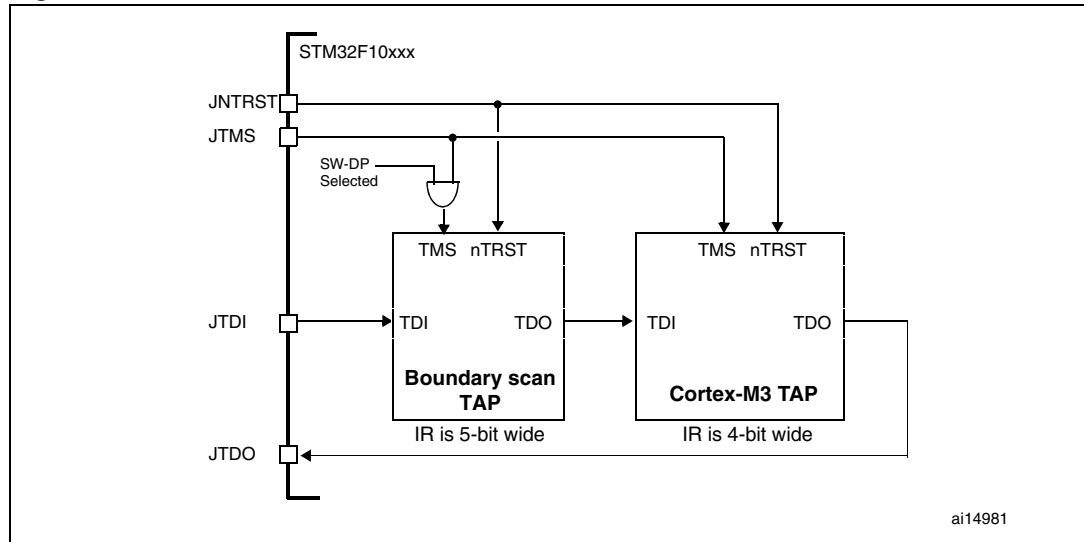 STM32F10xxx
JNTRST
JTMS
SW-DP
Selected
TMS nTRST
TMS nTRST
JTDI
TDI
TDO
TDI
TDO
Boundary scan
TAP
Cortex-M3 TAP
IR is 5-bit wide
IR is 4-bit wide
JTDO
ai14981